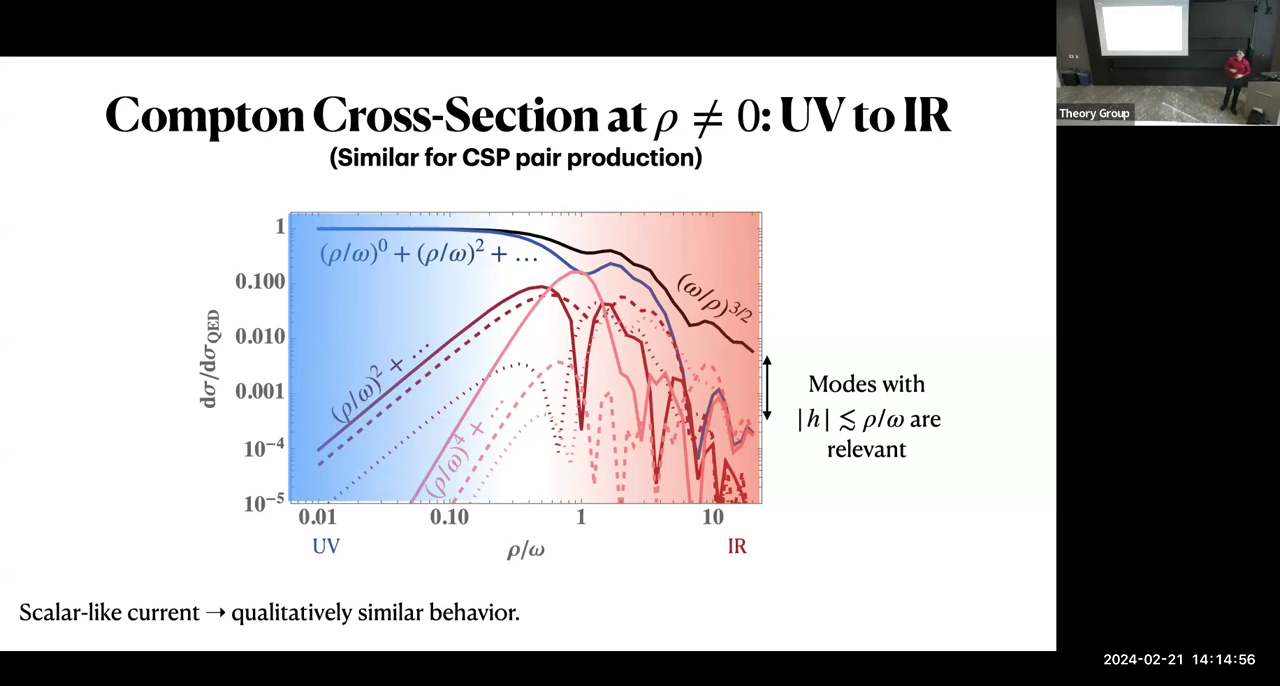 Compton Cross-Section at ρ ≠ 0: UV to IR
(Similar for CSP pair production)
Theory Group
1
0.100
0.010
0.001
10⁻⁴
10⁻⁵
dσ/dσ_QED
(ρ/ω)⁰ + (ρ/ω)² + …
(ω/ρ)^3/2
(ρ/ω)² + …
(ρ/ω)⁴ +
Modes with
|h| ≲ ρ/ω are
relevant
0.01
0.10
1
10
UV
ρ/ω
IR
Scalar-like current → qualitatively similar behavior.
2024-02-21 14:14:56